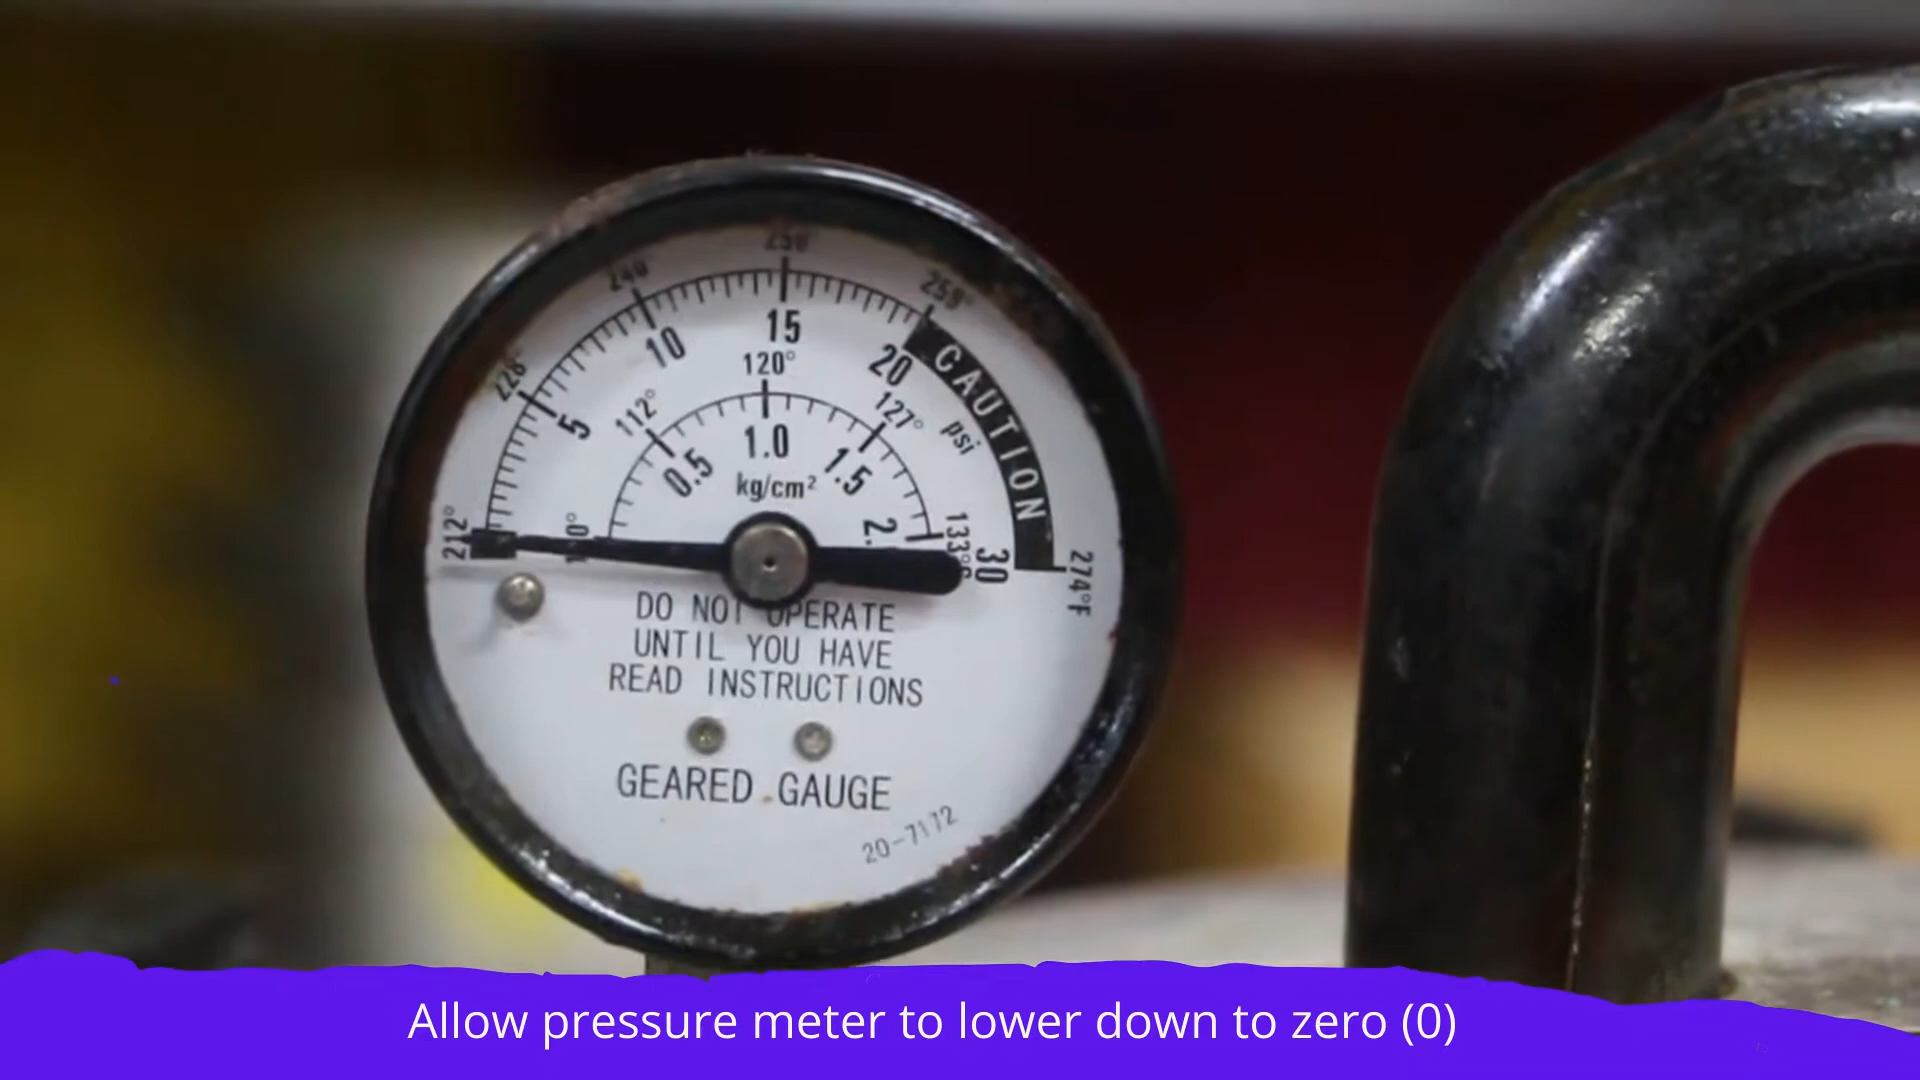 228° 240° 250° 259°
5 10 15 20
CAUTION
psi
112° 120° 127°
0.5 1.0 1.5
kg/cm²
212° 133°C 30 274°F
DO NOT OPERATE
UNTIL YOU HAVE
READ INSTRUCTIONS
GEARED GAUGE
20-7172
Allow pressure meter to lower down to zero (0)